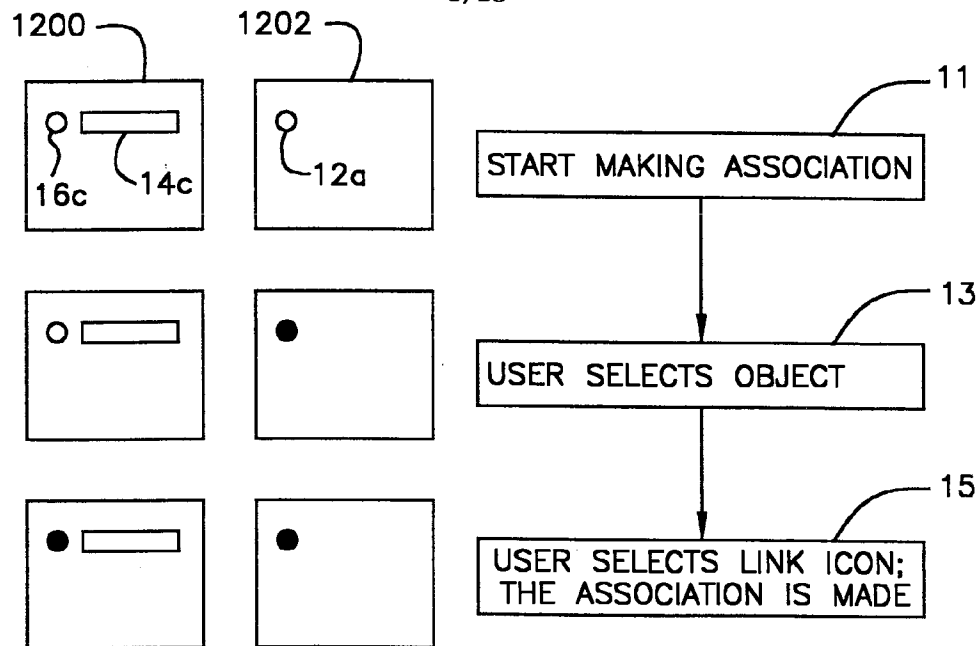 1200
1202
11
16c
14c
12a
START MAKING ASSOCIATION
13
USER SELECTS OBJECT
15
USER SELECTS LINK ICON;
THE ASSOCIATION IS MADE